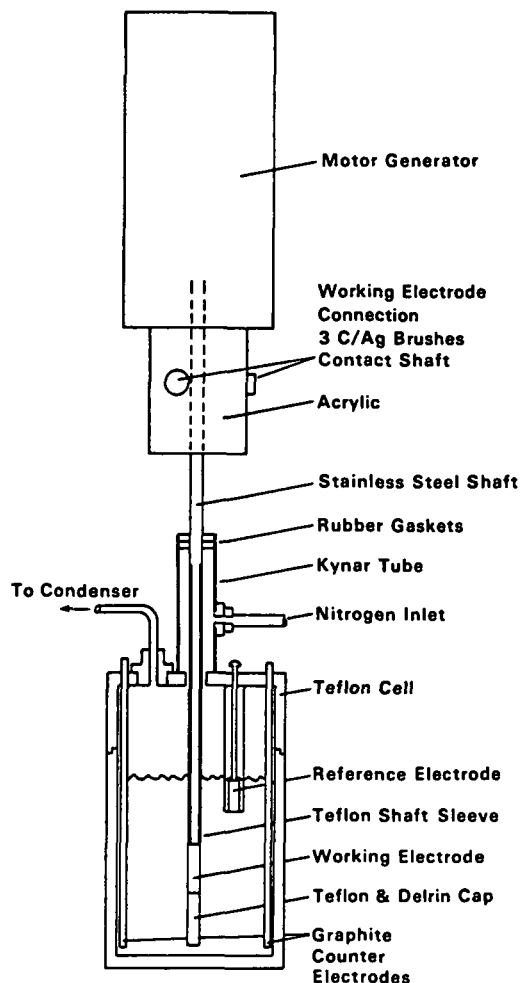 Motor Generator
Working Electrode
Connection
3 C/Ag Brushes
Contact Shaft
Acrylic
Stainless Steel Shaft
Rubber Gaskets
Kynar Tube
To Condenser
Nitrogen Inlet
Teflon Cell
Reference Electrode
Teflon Shaft Sleeve
Working Electrode
Teflon & Delrin Cap
Graphite
Counter
Electrodes